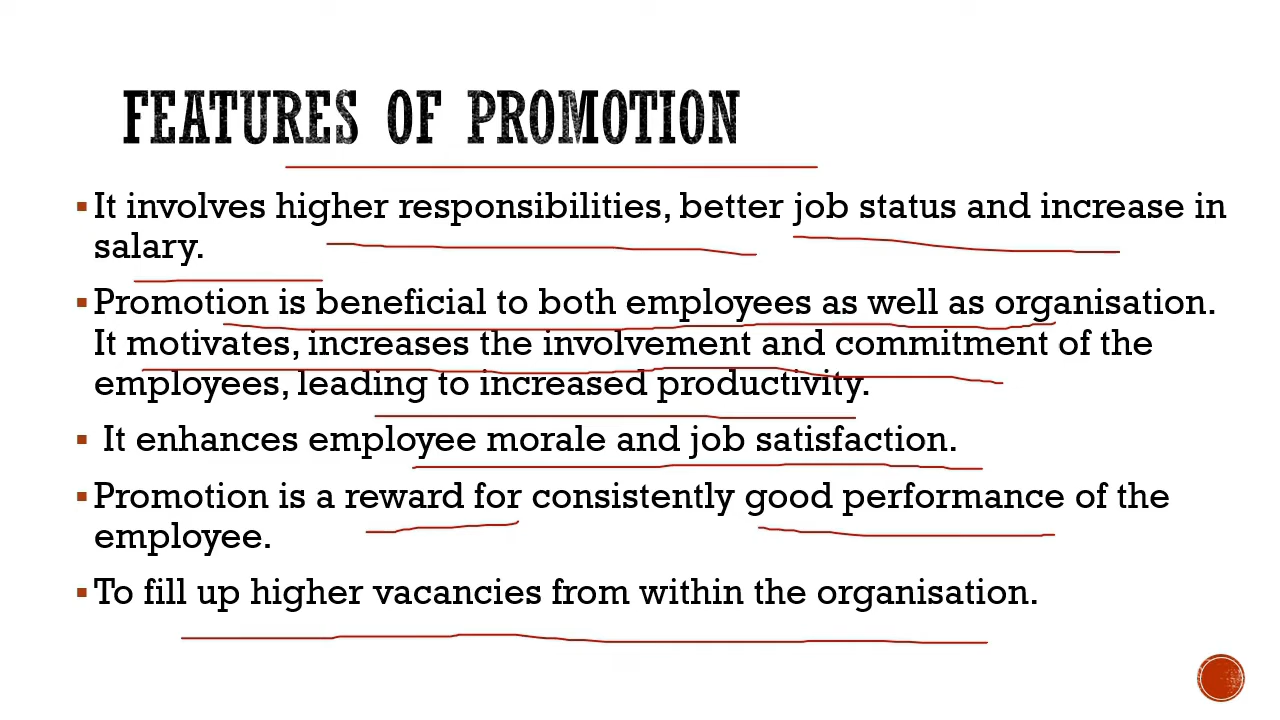 FEATURES OF PROMOTION
▪ It involves higher responsibilities, better job status and increase in
salary.
▪ Promotion is beneficial to both employees as well as organisation.
It motivates, increases the involvement and commitment of the
employees, leading to increased productivity.
▪ It enhances employee morale and job satisfaction.
▪ Promotion is a reward for consistently good performance of the
employee.
▪ To fill up higher vacancies from within the organisation.